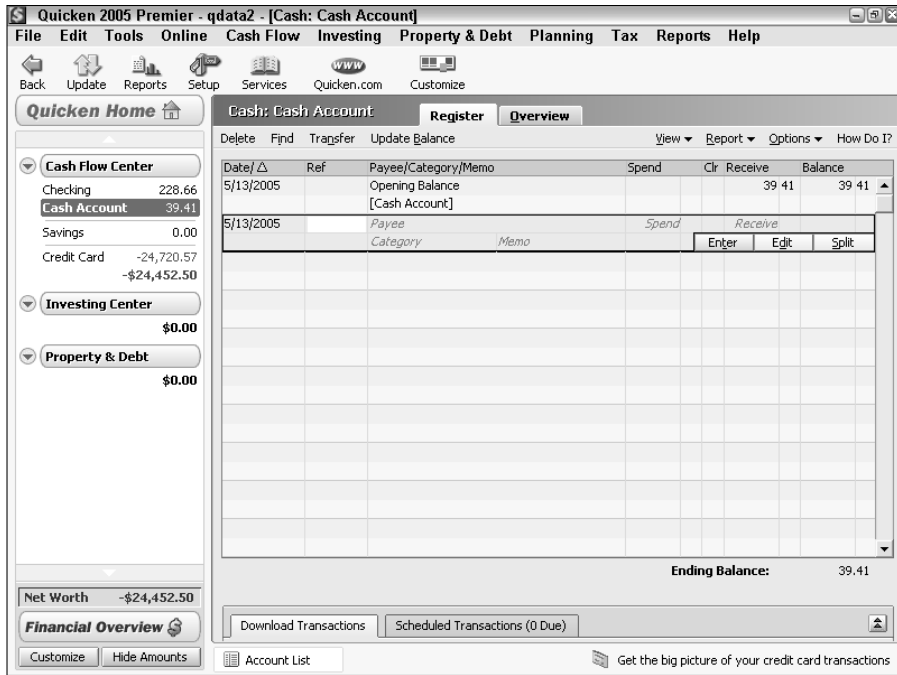 Quicken 2005 Premier - qdata2 - [Cash: Cash Account]
File Edit Tools Online Cash Flow Investing Property & Debt Planning Tax Reports Help
Back Update Reports Setup Services Quicken.com Customize
www
Quicken Home
Cash: Cash Account Register Overview
Delete Find Transfer Update Balance View Report Options How Do I?
Cash Flow Center
Checking 228.66
Cash Account 39.41
Savings 0.00
Credit Card -24,720.57
-$24,452.50
Investing Center
$0.00
Property & Debt
$0.00
Date/ Ref Payee/Category/Memo Spend Clr Receive Balance
5/13/2005 Opening Balance 39 41 39 41
[Cash Account]
5/13/2005 Payee Spend Receive
Category Memo Enter Edit Split
Ending Balance: 39.41
Net Worth -$24,452.50
Financial Overview
Customize Hide Amounts
Download Transactions Scheduled Transactions (0 Due)
Account List Get the big picture of your credit card transactions